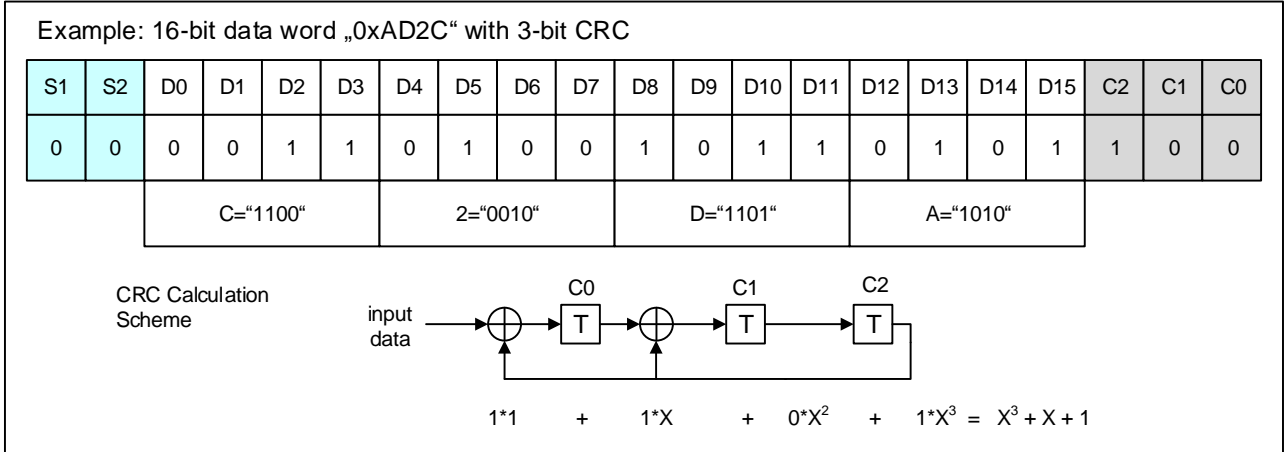 Example: 16-bit data word „0xAD2C“ with 3-bit CRC
S1 S2 D0 D1 D2 D3 D4 D5 D6 D7 D8 D9 D10 D11 D12 D13 D14 D15 C2 C1 C0
0 0 0 0 1 1 0 1 0 0 1 0 1 1 0 1 0 1 1 0 0
C=“1100“ 2=“0010“ D=“1101“ A=“1010“
CRC Calculation
Scheme
input
data
C0 C1 C2
T T T
1*1 + 1*X + 0*X² + 1*X³ = X³ + X + 1